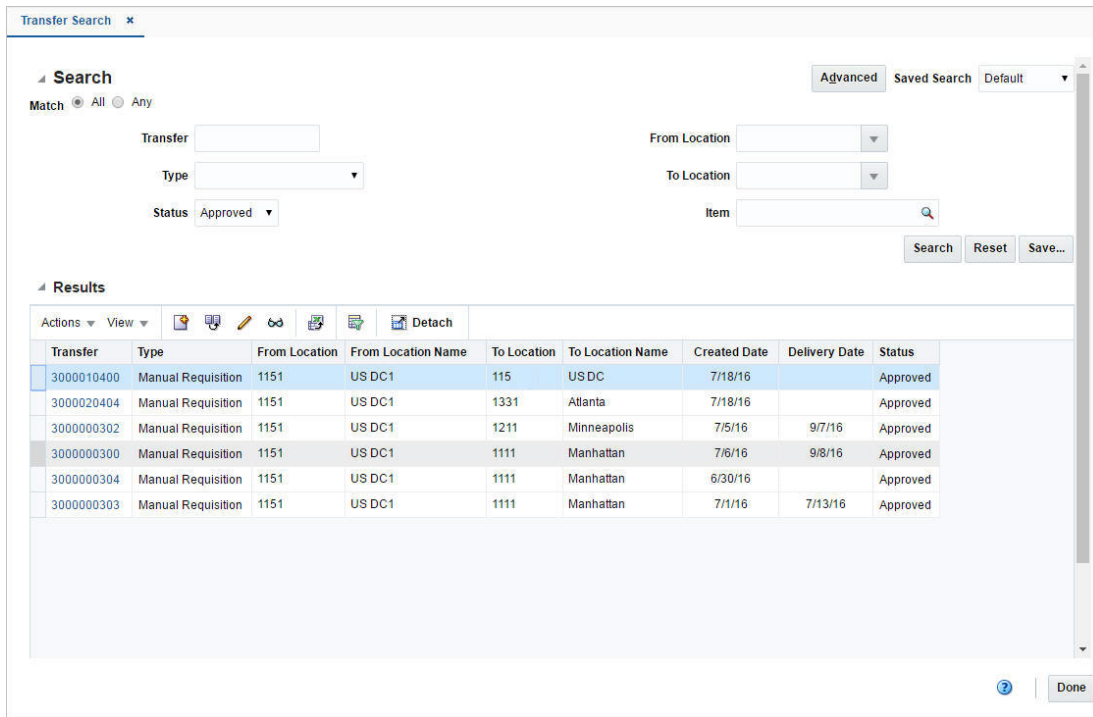 Transfer Search ×
Search
Advanced Saved Search Default
Match All Any
Transfer From Location
Type To Location
Status Approved Item
Search Reset Save...
Results
Actions View Detach
Transfer Type From Location From Location Name To Location To Location Name Created Date Delivery Date Status
3000010400 Manual Requisition 1151 US DC1 115 US DC 7/18/16 Approved
3000020404 Manual Requisition 1151 US DC1 1331 Atlanta 7/18/16 Approved
3000000302 Manual Requisition 1151 US DC1 1211 Minneapolis 7/5/16 9/7/16 Approved
3000000300 Manual Requisition 1151 US DC1 1111 Manhattan 7/6/16 9/8/16 Approved
3000000304 Manual Requisition 1151 US DC1 1111 Manhattan 6/30/16 Approved
3000000303 Manual Requisition 1151 US DC1 1111 Manhattan 7/1/16 7/13/16 Approved
? Done